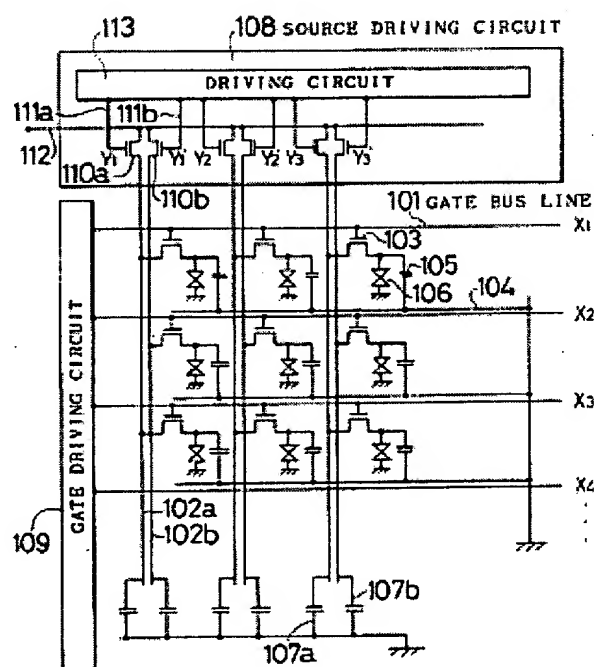 113
108 SOURCE DRIVING CIRCUIT
DRIVING CIRCUIT
111a
111b
112
Y1 Y1' Y2 Y2' Y3 Y3'
110a
110b
101 GATE BUS LINE
X1
103
105
106
104
X2
X3
X4
GATE DRIVING CIRCUIT
109
102a
102b
107b
107a